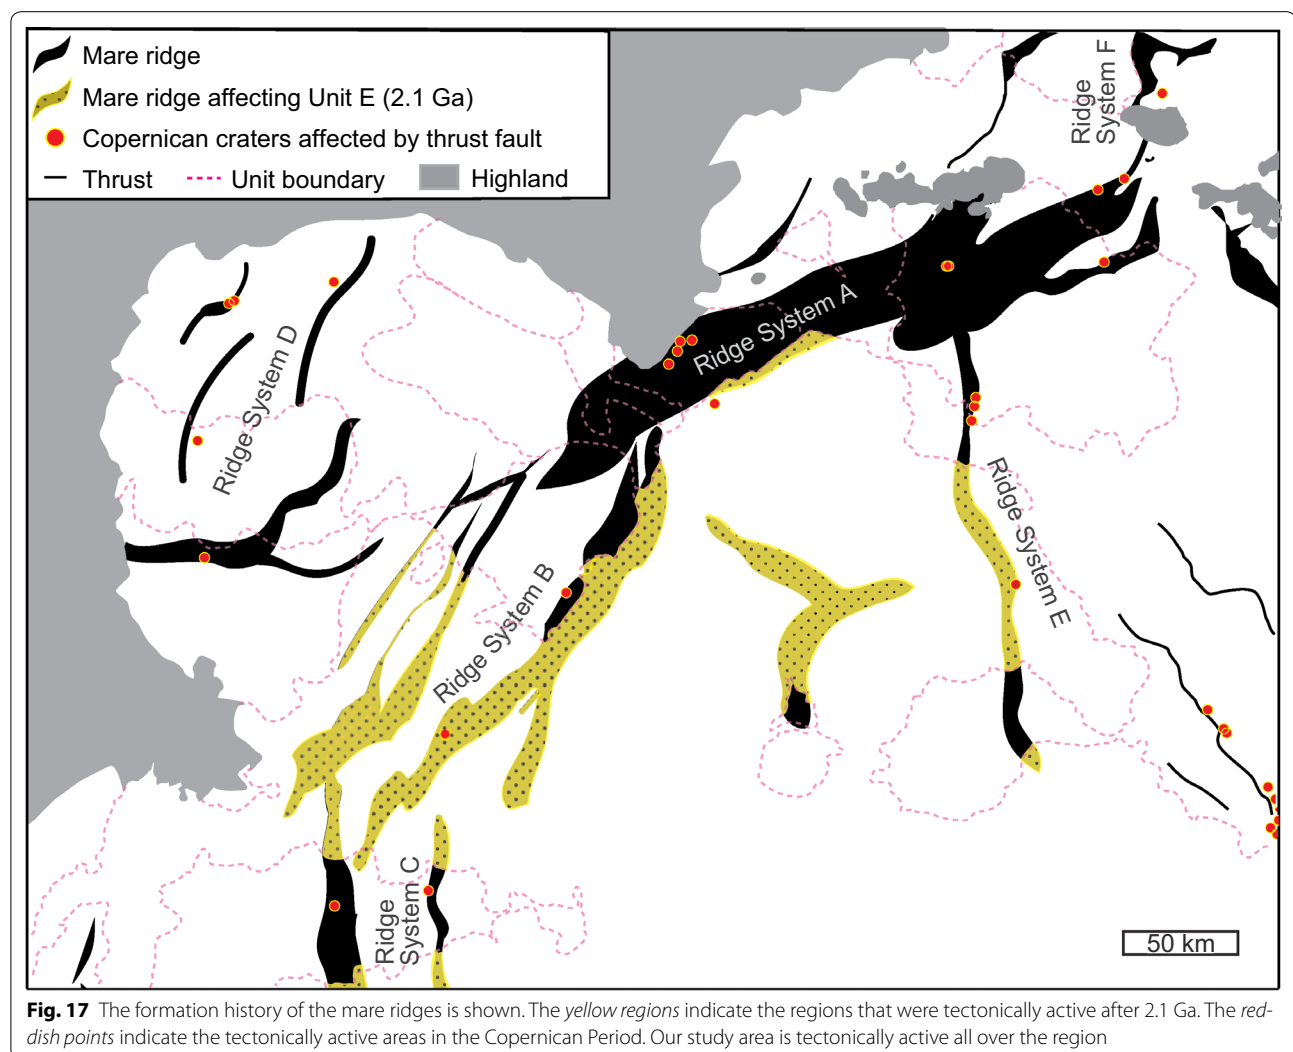 Mare ridge
Mare ridge affecting Unit E (2.1 Ga)
Copernican craters affected by thrust fault
Thrust
Unit boundary
Highland
Ridge
System F
Ridge System A
Ridge System D
Ridge System B
Ridge System E
Ridge
System C
50 km
Fig. 17 The formation history of the mare ridges is shown. The yellow regions indicate the regions that were tectonically active after 2.1 Ga. The red-
dish points indicate the tectonically active areas in the Copernican Period. Our study area is tectonically active all over the region